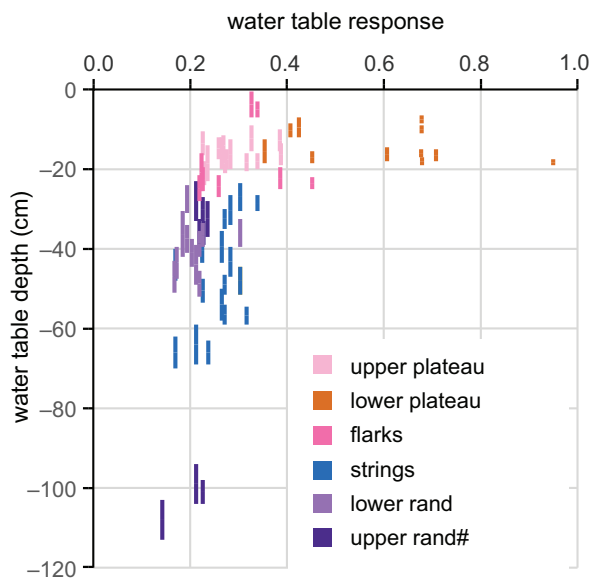 water table response
0.0 0.2 0.4 0.6 0.8 1.0
0
–20
–40
–60
–80
–100
–120
water table depth (cm)
upper plateau
lower plateau
flarks
strings
lower rand
upper rand#